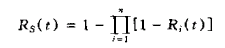 R_S(t) = 1 - \prod_{i=1}^{n} [1 - R_i(t)]